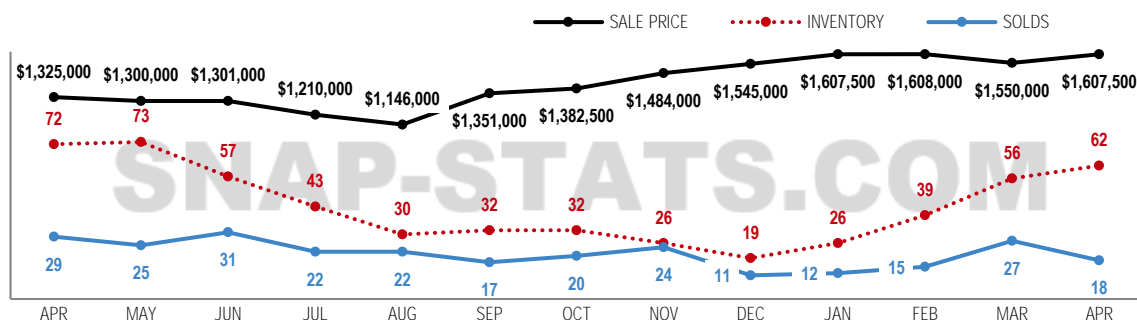 SALE PRICE INVENTORY SOLDS
$1,325,000 $1,300,000 $1,301,000 $1,210,000 $1,146,000 $1,351,000 $1,382,500 $1,484,000 $1,545,000 $1,607,500 $1,608,000 $1,550,000 $1,607,500
72 73 57 43 30 32 32 26 19 26 39 56 62
SNAP-STATS.COM
29 25 31 22 22 17 20 24 11 12 15 27 18
APR MAY JUN JUL AUG SEP OCT NOV DEC JAN FEB MAR APR